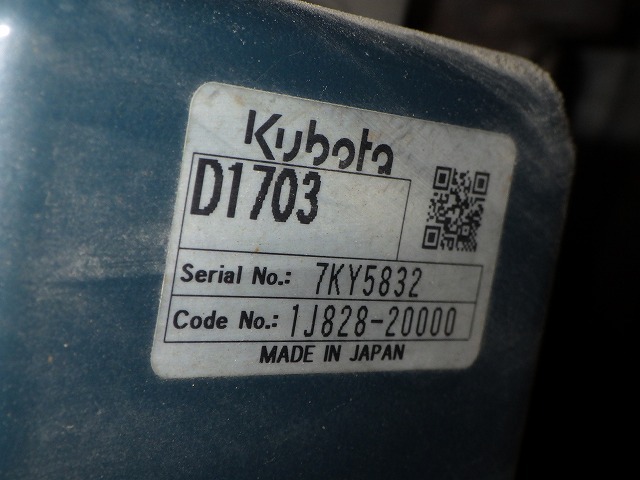 Kubota
D1703
Serial No.: 7KY5832
Code No.: 1J828-20000
MADE IN JAPAN